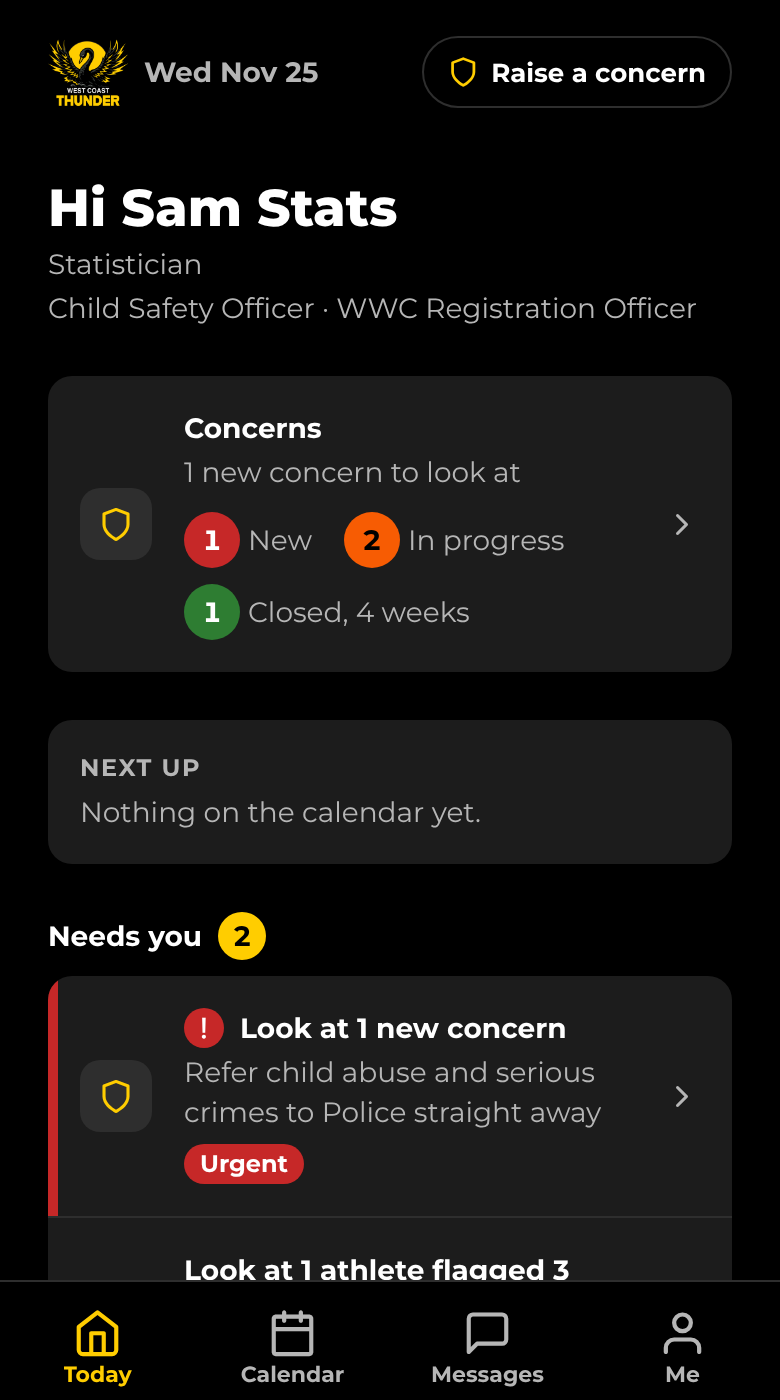 WEST COAST
THUNDER
Wed Nov 25
Raise a concern
Hi Sam Stats
Statistician
Child Safety Officer · WWC Registration Officer
Concerns
1 new concern to look at
1 New
2 In progress
1 Closed, 4 weeks
NEXT UP
Nothing on the calendar yet.
Needs you 2
! Look at 1 new concern
Refer child abuse and serious
crimes to Police straight away
Urgent
Look at 1 athlete flagged 3
Today
Calendar
Messages
Me